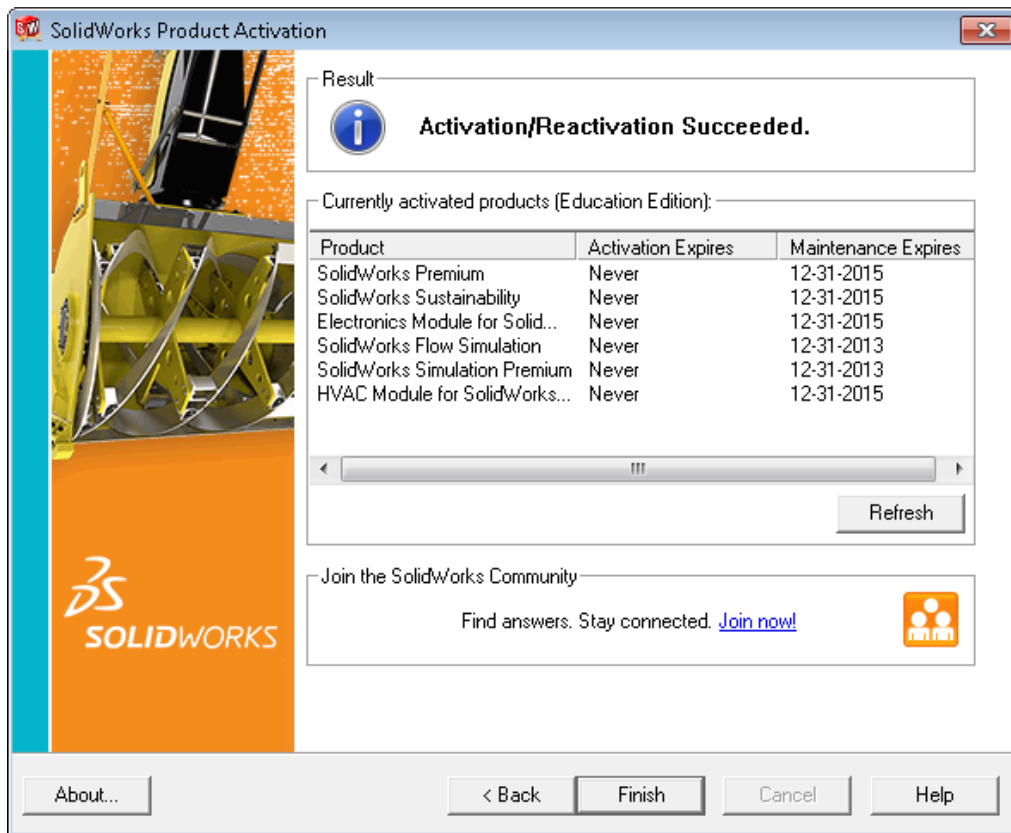 SolidWorks Product Activation
Result
Activation/Reactivation Succeeded.
Currently activated products (Education Edition):
Product Activation Expires Maintenance Expires
SolidWorks Premium Never 12-31-2015
SolidWorks Sustainability Never 12-31-2015
Electronics Module for Solid... Never 12-31-2015
SolidWorks Flow Simulation Never 12-31-2013
SolidWorks Simulation Premium Never 12-31-2013
HVAC Module for SolidWorks... Never 12-31-2015
Refresh
Join the SolidWorks Community
Find answers. Stay connected. Join now!
DS
SOLIDWORKS
About... < Back Finish Cancel Help